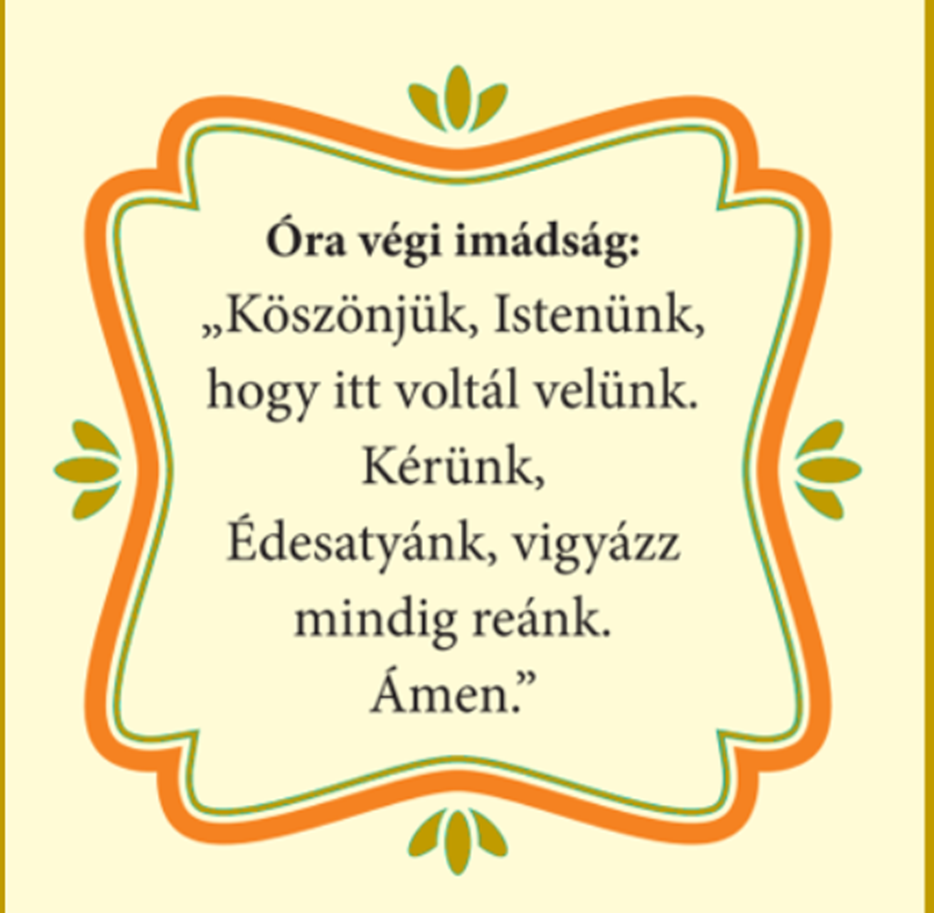 Óra végi imádság:
„Köszönjük, Istenünk,
hogy itt voltál velünk.
Kérünk,
Édesatyánk, vigyázz
mindig reánk.
Ámen.”